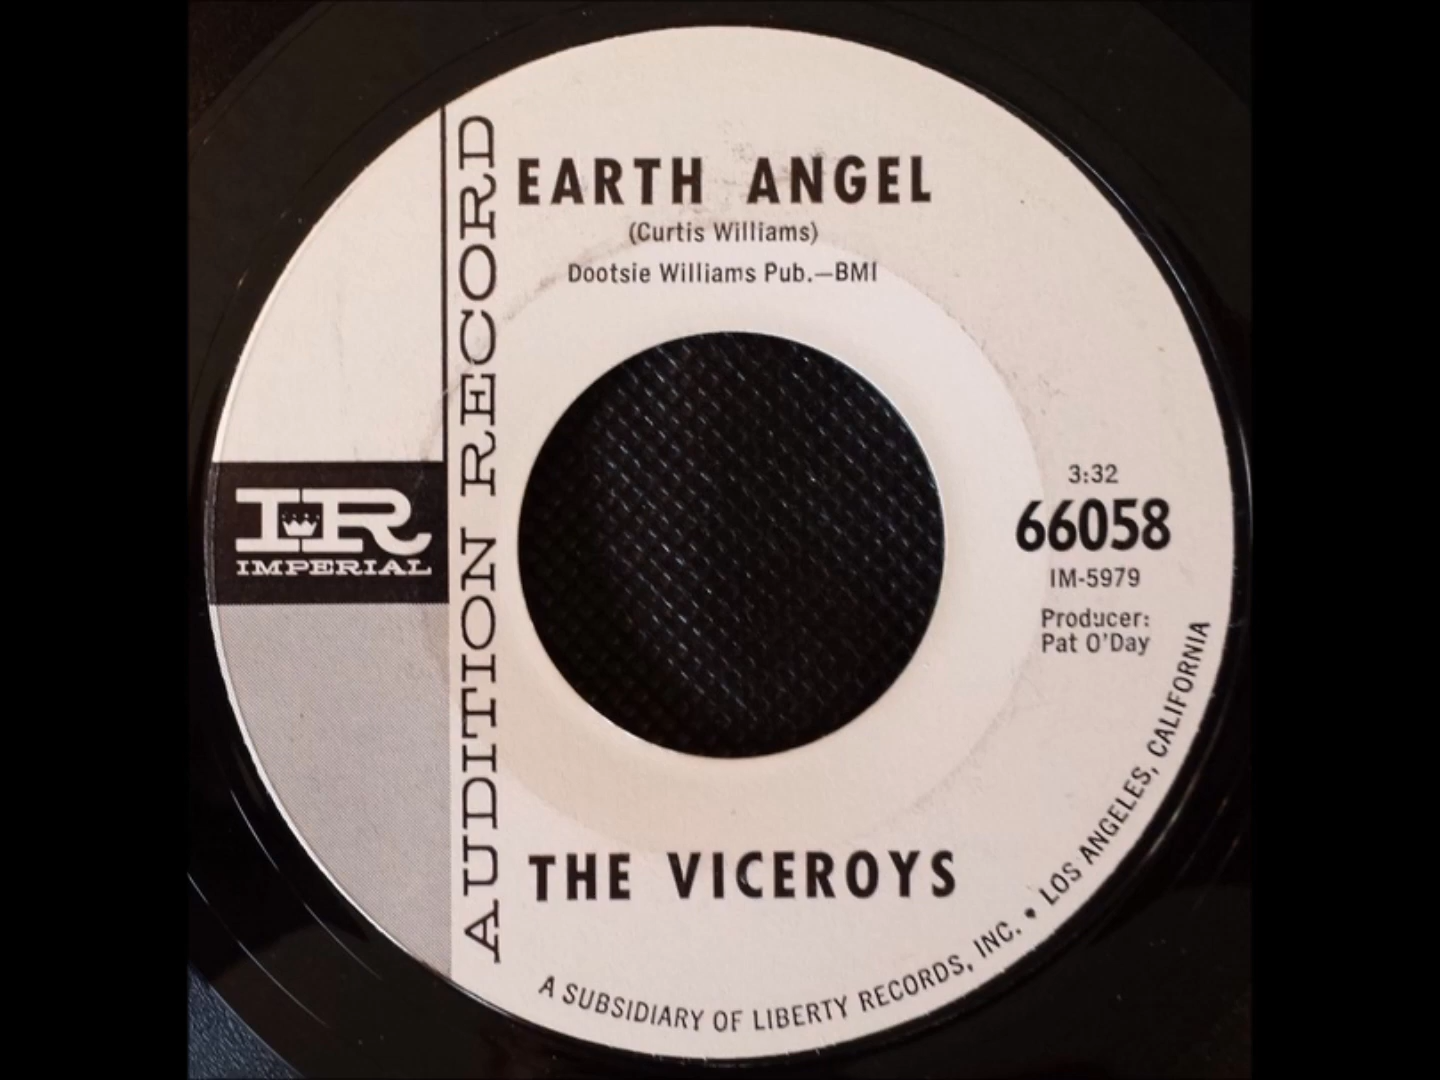 EARTH ANGEL
(Curtis Williams)
Dootsie Williams Pub.—BMI
AUDITION RECORD
IR
IMPERIAL
3:32
66058
IM-5979
Producer:
Pat O'Day
THE VICEROYS
A SUBSIDIARY OF LIBERTY RECORDS, INC. • LOS ANGELES, CALIFORNIA